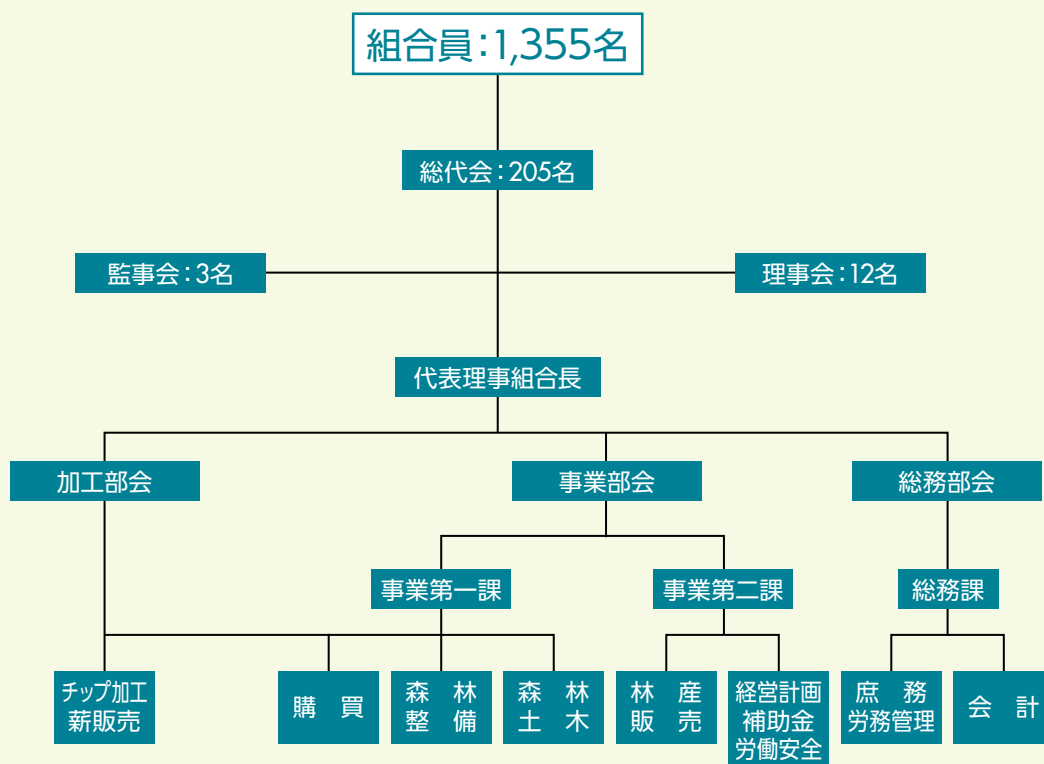 組合員：1,355名
総代会：205名
監事会：3名
理事会：12名
代表理事組合長
加工部会
事業部会
総務部会
事業第一課
事業第二課
総務課
チップ加工
薪販売
購　買
森　林
整　備
森　林
土　木
林　産
販　売
経営計画
補助金
労働安全
庶　務
労務管理
会　計